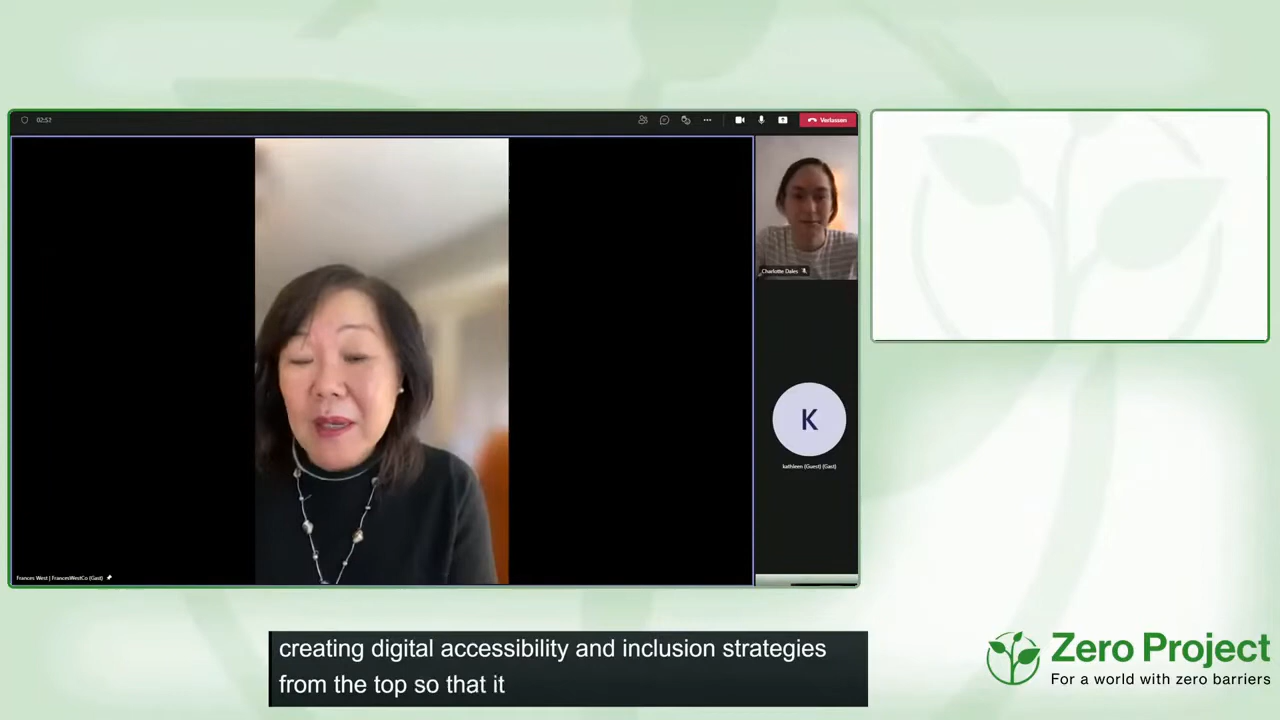 02:52
Verlassen
Charlotte Dales
K
kathleen (Guest) (Gast)
Frances West | FrancesWestCo (Gast)
creating digital accessibility and inclusion strategies
from the top so that it
Zero Project
For a world with zero barriers